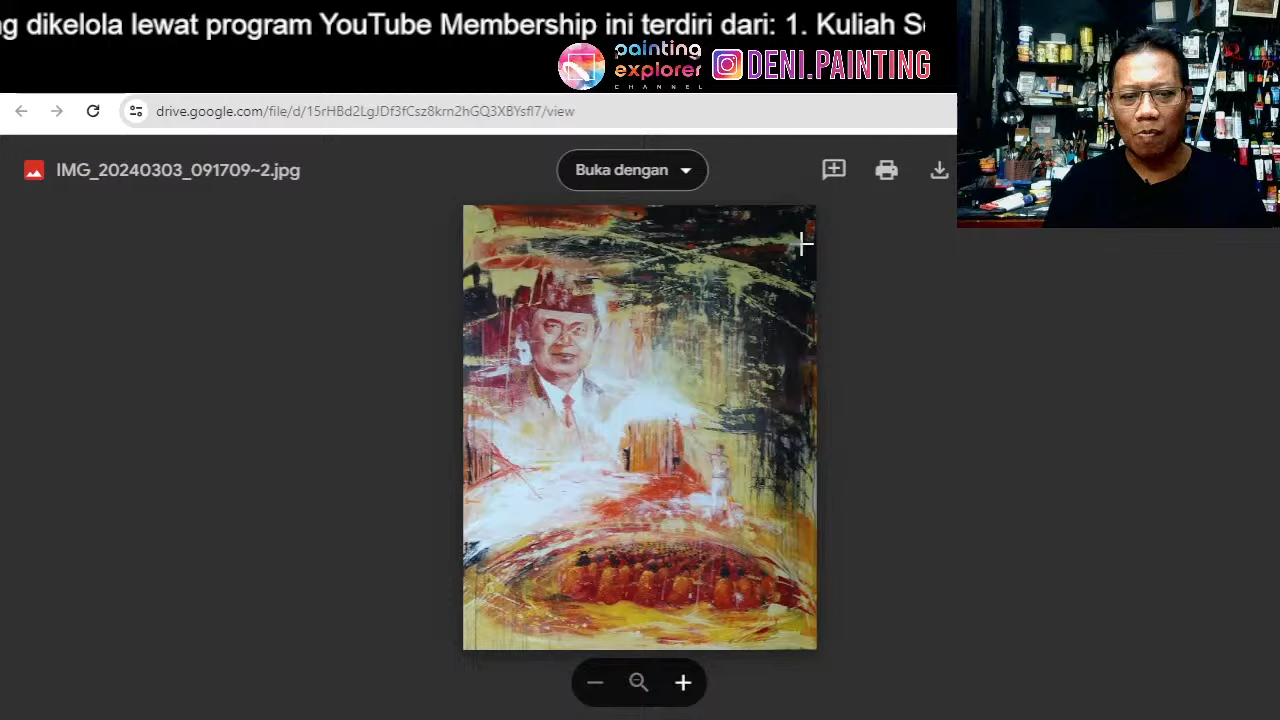 g dikelola lewat program YouTube Membership ini terdiri dari: 1. Kuliah S
painting
explorer
CHANNEL
DENI.PAINTING
drive.google.com/file/d/15rHBd2LgJDf3fCsz8krn2hGQ3XBYsfl7/view
IMG_20240303_091709~2.jpg
Buka dengan